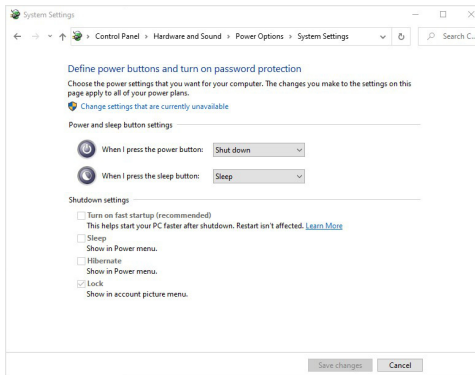 System Settings
Control Panel > Hardware and Sound > Power Options > System Settings
Search C...
Define power buttons and turn on password protection
Choose the power settings that you want for your computer. The changes you make to the settings on this
page apply to all of your power plans.
Change settings that are currently unavailable
Power and sleep button settings
When I press the power button: Shut down
When I press the sleep button: Sleep
Shutdown settings
Turn on fast startup (recommended)
This helps start your PC faster after shutdown. Restart isn't affected. Learn More
Sleep
Show in Power menu.
Hibernate
Show in Power menu.
Lock
Show in account picture menu.
Save changes Cancel